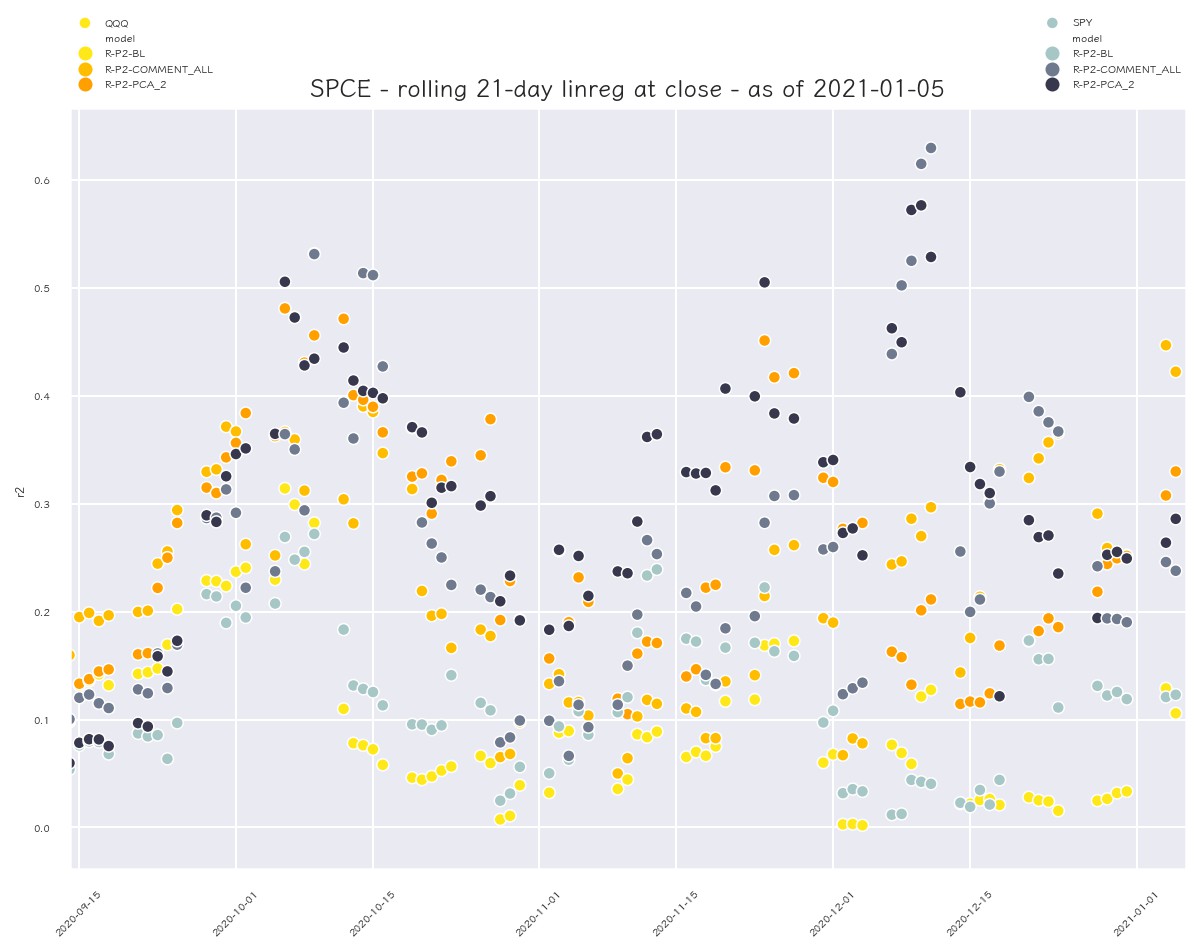 QQQ
model
R-P2-BL
R-P2-COMMENT_ALL
R-P2-PCA_2
SPY
model
R-P2-BL
R-P2-COMMENT_ALL
R-P2-PCA_2
SPCE - rolling 21-day linreg at close - as of 2021-01-05
r2
0.6
0.5
0.4
0.3
0.2
0.1
0.0
2020-09-15
2020-10-01
2020-10-15
2020-11-01
2020-11-15
2020-12-01
2020-12-15
2021-01-01